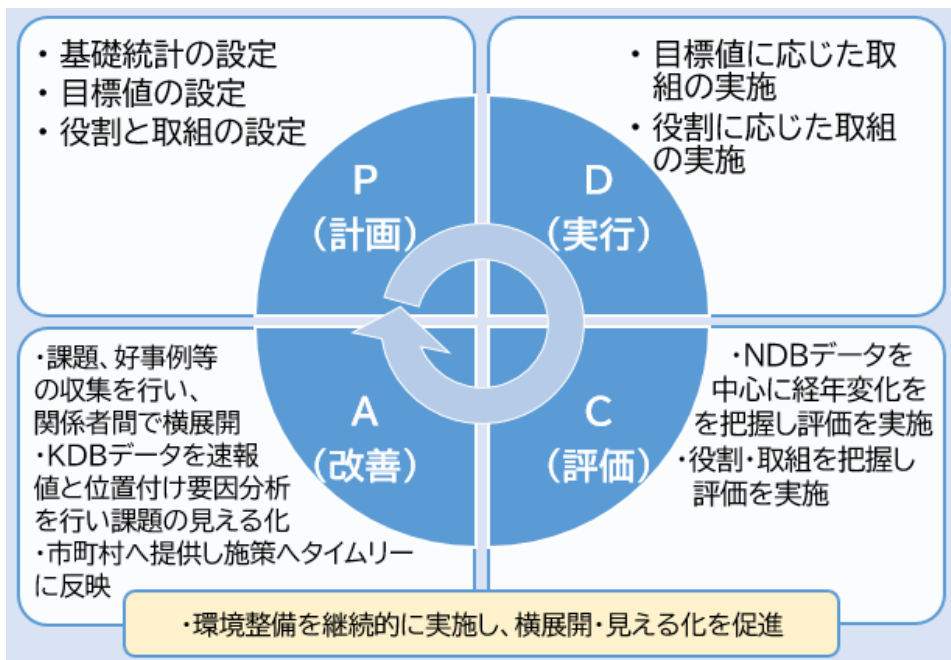 ・基礎統計の設定
・目標値の設定
・役割と取組の設定
P
(計画)
・目標値に応じた取
組の実施
・役割に応じた取組
の実施
D
(実行)
・課題、好事例等
の収集を行い、
関係者間で横展開
・KDBデータを速報
値と位置付け要因分析
を行い課題の見える化
・市町村へ提供し施策へタイムリー
に反映
A
(改善)
・NDBデータを
中心に経年変化を
を把握し評価を実施
・役割・取組を把握し
評価を実施
C
(評価)
・環境整備を継続的に実施し、横展開・見える化を促進